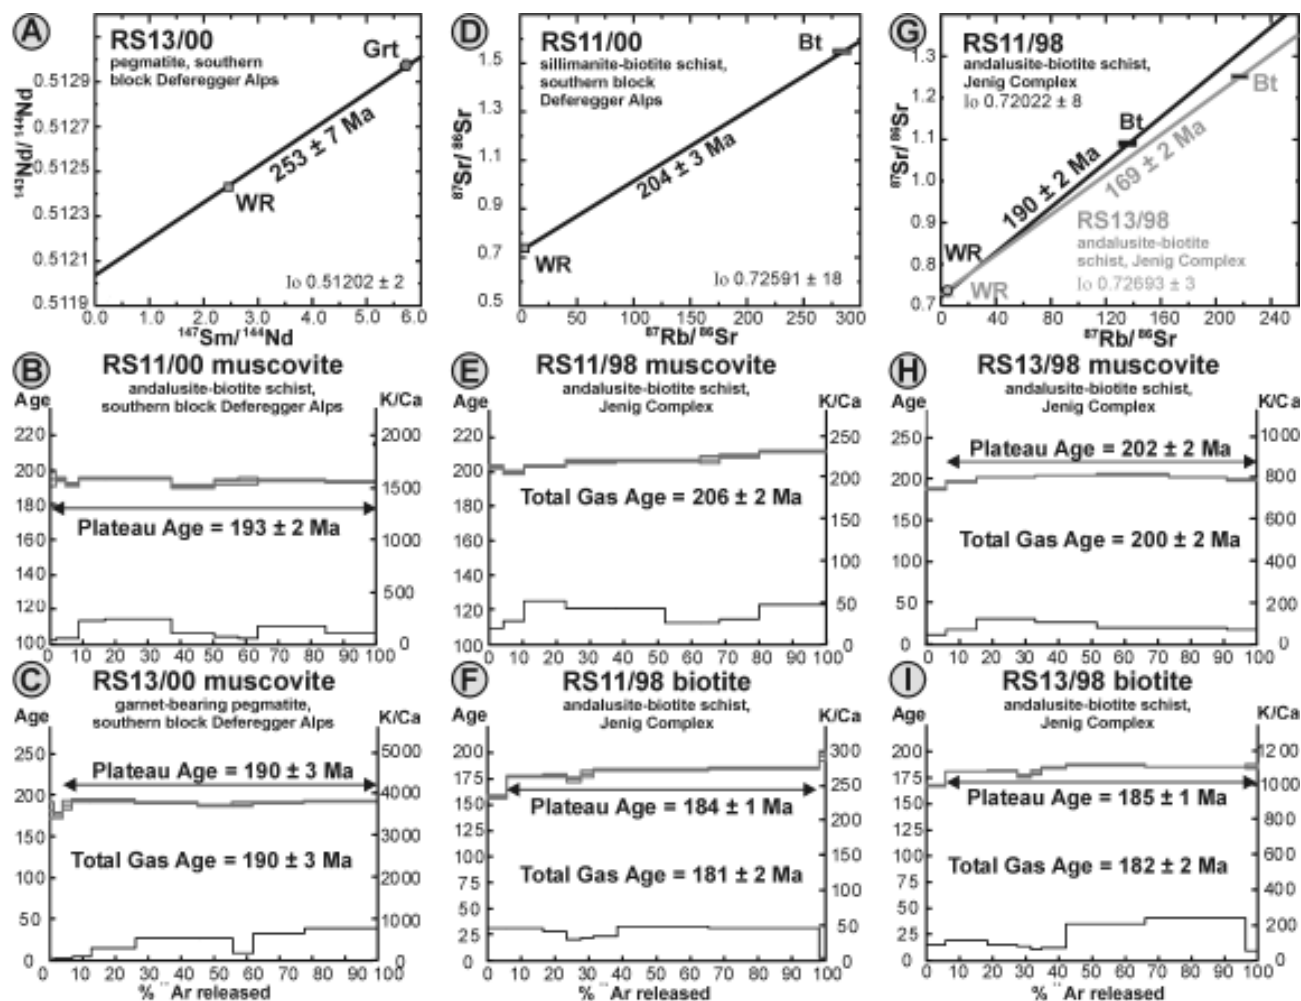 A
RS13/00
pegmatite, southern
block Deferegger Alps
Grt
WR
253 ± 7 Ma
Io 0.51202 ± 2
143Nd/ 144Nd
0.5129
0.5127
0.5125
0.5123
0.5121
0.5119
0.0 1.0 2.0 3.0 4.0 5.0 6.0
147Sm/ 144Nd
D
RS11/00
sillimanite-biotite schist,
southern block
Deferegger Alps
Bt
WR
204 ± 3 Ma
Io 0.72591 ± 18
87Sr/ 86Sr
1.5
1.3
1.1
0.9
0.7
0.5
0 50 100 150 200 250 300
87Rb/ 86Sr
G
RS11/98
andalusite-biotite schist,
Jenig Complex
Io 0.72022 ± 8
Bt
Bt
190 ± 2 Ma
169 ± 2 Ma
RS13/98
andalusite-biotite
schist, Jenig Complex
Io 0.72693 ± 3
WR
WR
87Sr/ 86Sr
1.3
1.2
1.1
1.0
0.9
0.8
0.7
0 40 80 120 160 200 240
87Rb/ 86Sr
B
RS11/00 muscovite
andalusite-biotite schist,
southern block Deferegger Alps
Age
K/Ca
220
200
180
160
140
120
100
2000
1500
1000
500
0
Plateau Age = 193 ± 2 Ma
0 10 20 30 40 50 60 70 80 90 100
E
RS11/98 muscovite
andalusite-biotite schist,
Jenig Complex
Age
K/Ca
220
200
180
160
140
120
100
250
200
150
100
50
0
Total Gas Age = 206 ± 2 Ma
0 10 20 30 40 50 60 70 80 90 100
H
RS13/98 muscovite
andalusite-biotite schist,
Jenig Complex
Age
K/Ca
250
200
150
100
50
0
1000
800
600
400
200
0
Plateau Age = 202 ± 2 Ma
Total Gas Age = 200 ± 2 Ma
0 10 20 30 40 50 60 70 80 90 100
C
RS13/00 muscovite
garnet-bearing pegmatite,
southern block Deferegger Alps
Age
K/Ca
250
200
150
100
50
0
5000
4000
3000
2000
1000
0
Plateau Age = 190 ± 3 Ma
Total Gas Age = 190 ± 3 Ma
0 10 20 30 40 50 60 70 80 90 100
% Ar released
F
RS11/98 biotite
andalusite-biotite schist,
Jenig Complex
Age
K/Ca
200
175
150
125
100
75
50
25
0
300
250
200
150
100
50
0
Plateau Age = 184 ± 1 Ma
Total Gas Age = 181 ± 2 Ma
0 10 20 30 40 50 60 70 80 90 100
% Ar released
I
RS13/98 biotite
andalusite-biotite schist,
Jenig Complex
Age
K/Ca
200
175
150
125
100
75
50
25
0
1200
1000
800
600
400
200
0
Plateau Age = 185 ± 1 Ma
Total Gas Age = 182 ± 2 Ma
0 10 20 30 40 50 60 70 80 90 100
% Ar released